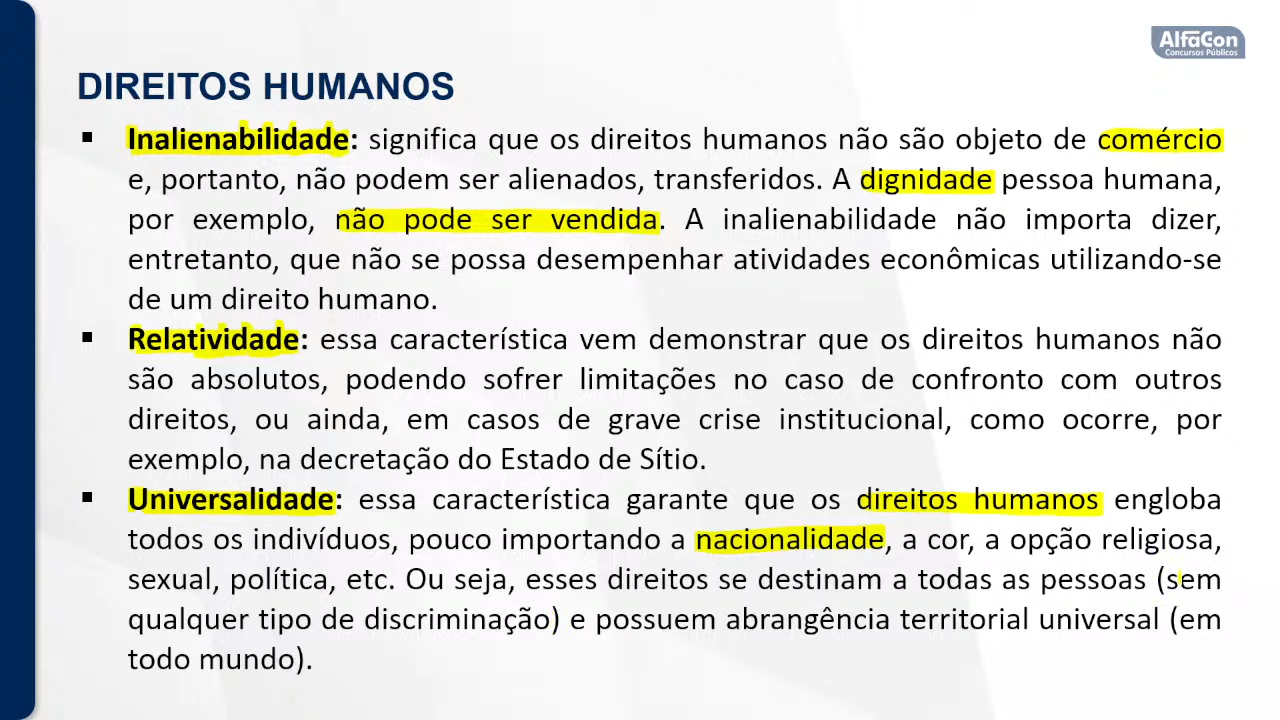 AlfaCon
Concursos Públicos
DIREITOS HUMANOS
▪ Inalienabilidade: significa que os direitos humanos não são objeto de comércio
e, portanto, não podem ser alienados, transferidos. A dignidade pessoa humana,
por exemplo, não pode ser vendida. A inalienabilidade não importa dizer,
entretanto, que não se possa desempenhar atividades econômicas utilizando-se
de um direito humano.
▪ Relatividade: essa característica vem demonstrar que os direitos humanos não
são absolutos, podendo sofrer limitações no caso de confronto com outros
direitos, ou ainda, em casos de grave crise institucional, como ocorre, por
exemplo, na decretação do Estado de Sítio.
▪ Universalidade: essa característica garante que os direitos humanos engloba
todos os indivíduos, pouco importando a nacionalidade, a cor, a opção religiosa,
sexual, política, etc. Ou seja, esses direitos se destinam a todas as pessoas (sem
qualquer tipo de discriminação) e possuem abrangência territorial universal (em
todo mundo).